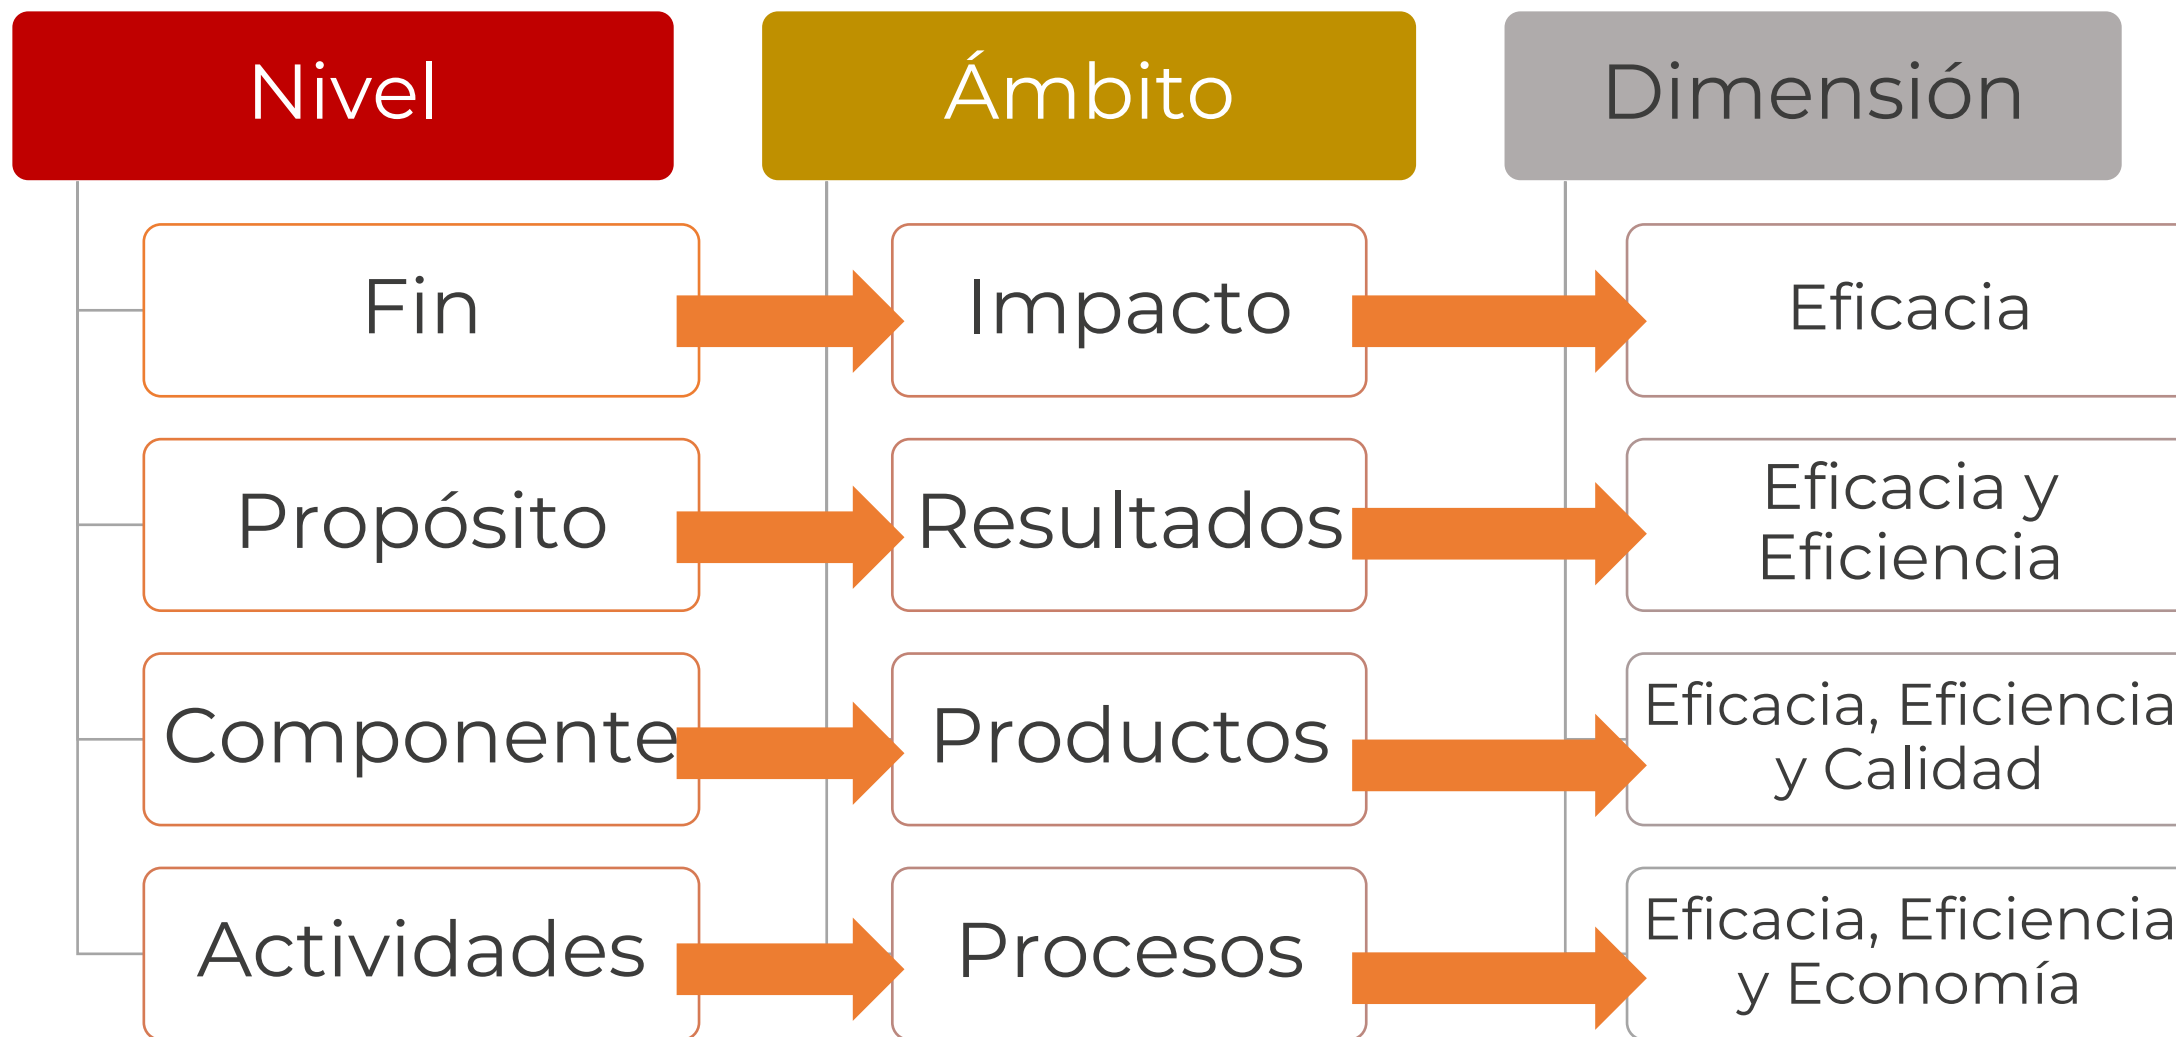 Nivel
Ámbito
Dimensión
Fin
Impacto
Eficacia
Propósito
Resultados
Eficacia y
Eficiencia
Componente
Productos
Eficacia, Eficiencia
y Calidad
Actividades
Procesos
Eficacia, Eficiencia
y Economía